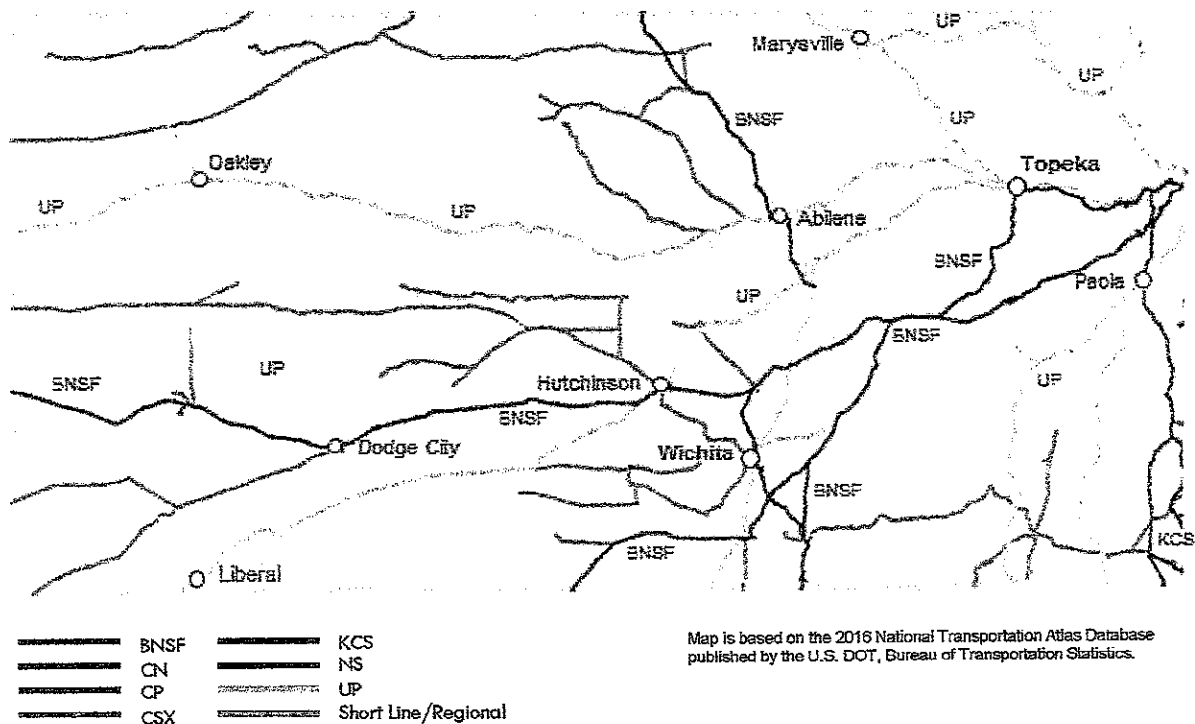 Marysville
UP
UP
BNSF
UP
Oakley
Topeka
UP
UP
Abilene
BNSF
Paola
UP
BNSF
UP
BNSF
UP
Hutchinson
BNSF
Dodge City
Wichita
BNSF
BNSF
KCS
Liberal
BNSF
CN
CP
CSX
KCS
NS
UP
Short Line/Regional
Map is based on the 2016 National Transportation Atlas Database
published by the U.S. DOT, Bureau of Transportation Statistics.